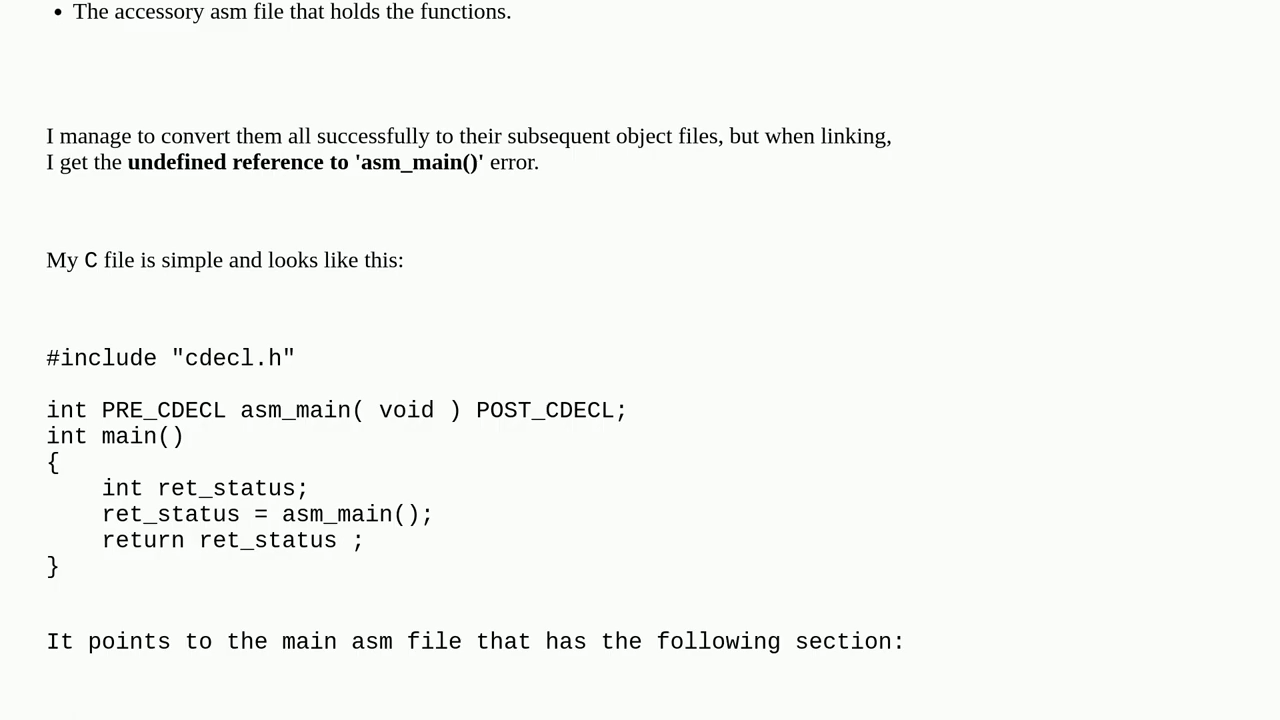 • The accessory asm file that holds the functions.
I manage to convert them all successfully to their subsequent object files, but when linking,
I get the undefined reference to 'asm_main()' error.
My C file is simple and looks like this:
#include "cdecl.h"
int PRE_CDECL asm_main( void ) POST_CDECL;
int main()
{
    int ret_status;
    ret_status = asm_main();
    return ret_status ;
}
It points to the main asm file that has the following section: